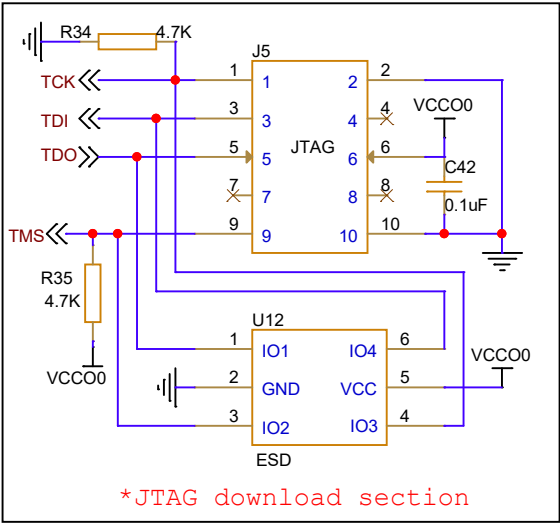 R34 4.7K
J5
TCK 1 1 2 2
VCCO0
TDI 3 3 4 4
JTAG
TDO 5 5 6 6
C42
7 7 8 8
0.1uF
TMS 9 9 10 10
R35
4.7K
VCCO0
U12
1 IO1 IO4 6
VCCO0
2 GND VCC 5
3 IO2 IO3 4
ESD
*JTAG download section